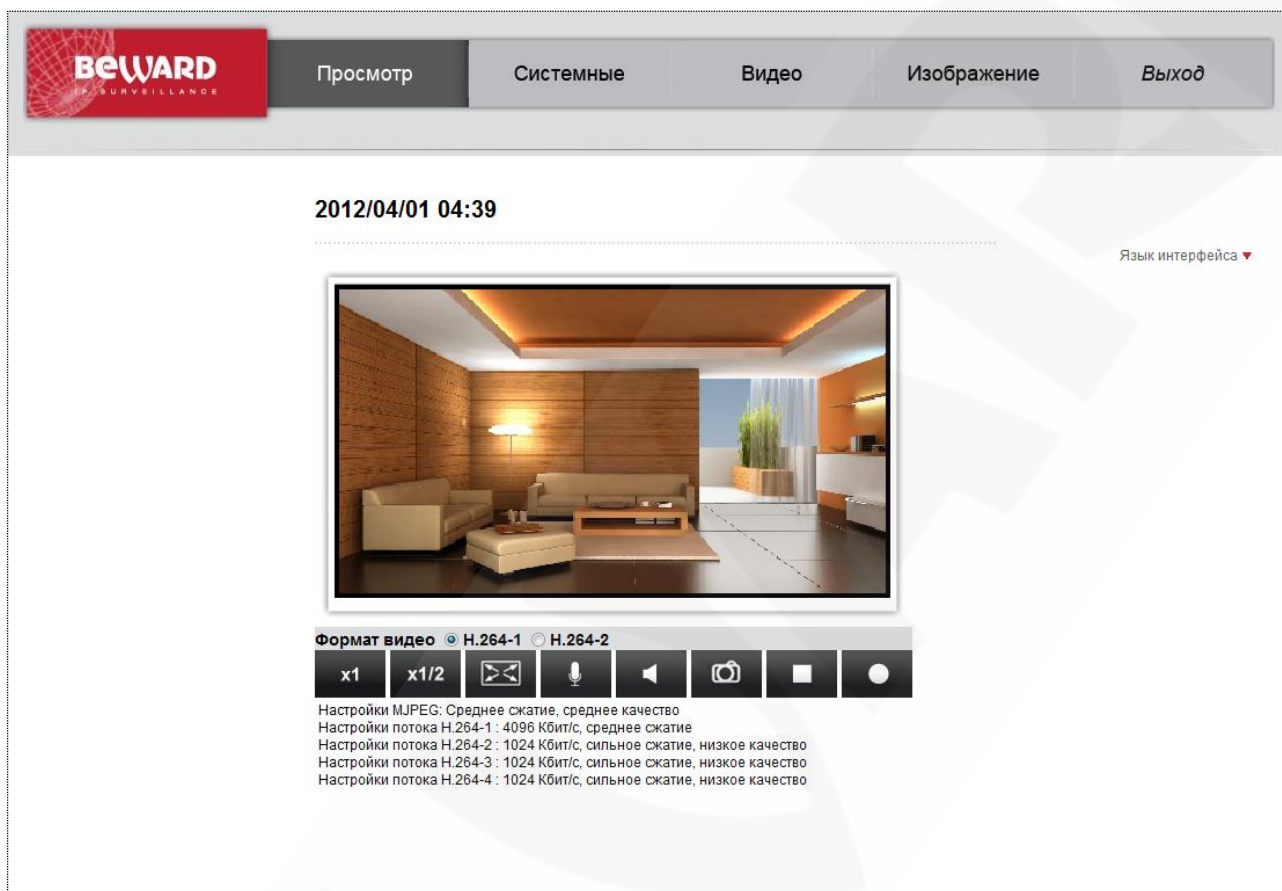 BEWARD
IP SURVEILLANCE
Просмотр
Системные
Видео
Изображение
Выход
2012/04/01 04:39
Язык интерфейса
Формат видео H.264-1 H.264-2
x1 x1/2
Настройки MJPEG: Среднее сжатие, среднее качество
Настройки потока H.264-1 : 4096 Кбит/с, среднее сжатие
Настройки потока H.264-2 : 1024 Кбит/с, сильное сжатие, низкое качество
Настройки потока H.264-3 : 1024 Кбит/с, сильное сжатие, низкое качество
Настройки потока H.264-4 : 1024 Кбит/с, сильное сжатие, низкое качество